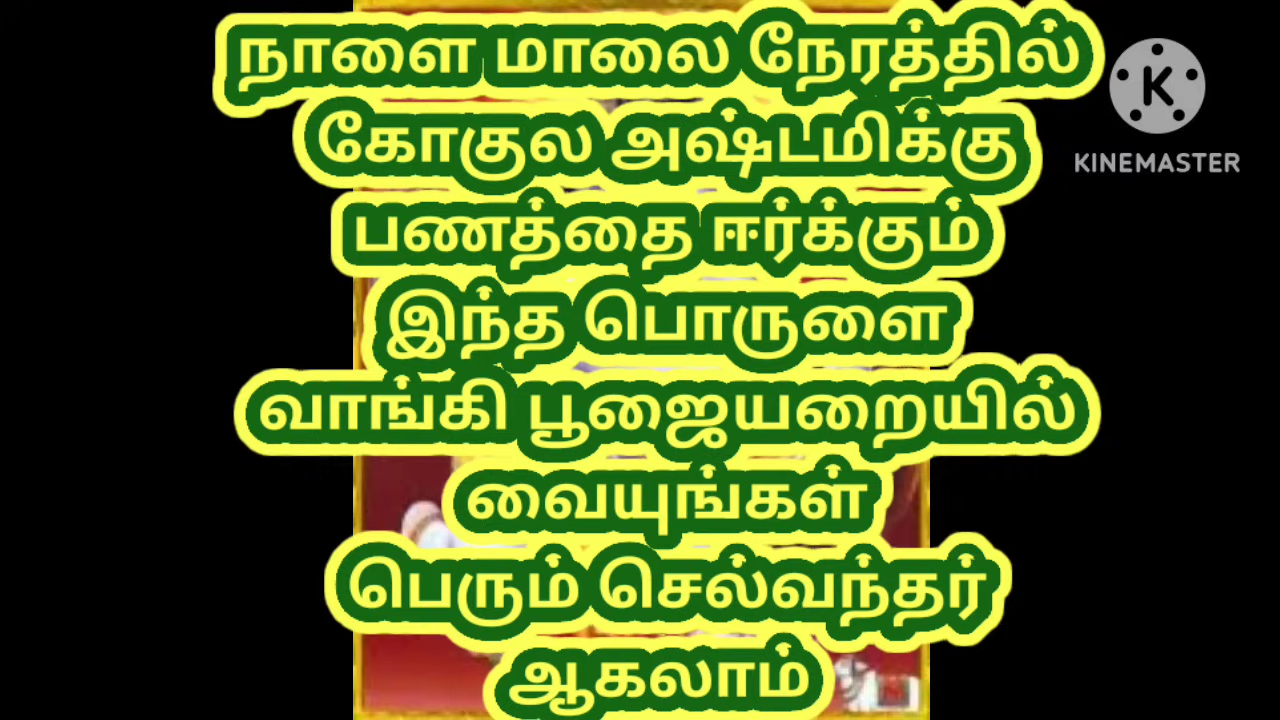 நாளை மாலை நேரத்தில்
கோகுல அஷ்டமிக்கு
பணத்தை ஈர்க்கும்
இந்த பொருளை
வாங்கி பூஜையறையில்
வையுங்கள்
பெரும் செல்வந்தர்
ஆகலாம்
K
KINEMASTER